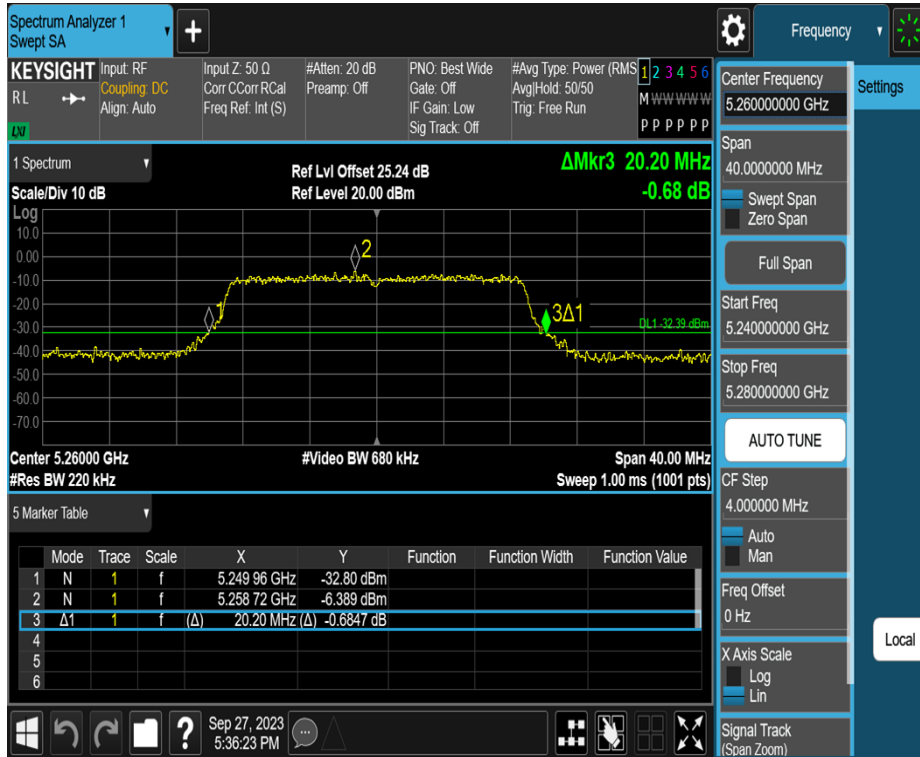 Spectrum Analyzer 1
Swept SA
+
Frequency
KEYSIGHT
R L
LXI
Input: RF
Coupling: DC
Align: Auto
Input Z: 50 Ω
Corr CCorr RCal
Freq Ref: Int (S)
#Atten: 20 dB
Preamp: Off
PNO: Best Wide
Gate: Off
IF Gain: Low
Sig Track: Off
#Avg Type: Power (RMS
Avg|Hold: 50/50
Trig: Free Run
1 2 3 4 5 6
M W W W W W
P P P P P P
1 Spectrum
Scale/Div 10 dB
Ref Lvl Offset 25.24 dB
Ref Level 20.00 dBm
ΔMkr3 20.20 MHz
-0.68 dB
Log
10.0
0.00
-10.0
-20.0
-30.0
-40.0
-50.0
-60.0
-70.0
1
2
3Δ1
DL1 -32.39 dBm
Center 5.26000 GHz
#Video BW 680 kHz
Span 40.00 MHz
#Res BW 220 kHz
Sweep 1.00 ms (1001 pts)
5 Marker Table
Mode Trace Scale X Y Function Function Width Function Value
1 N 1 f 5.249 96 GHz -32.80 dBm
2 N 1 f 5.258 72 GHz -6.389 dBm
3 Δ1 1 f (Δ) 20.20 MHz (Δ) -0.6847 dB
4
5
6
?
Sep 27, 2023
5:36:23 PM
Center Frequency
5.260000000 GHz
Span
40.0000000 MHz
Swept Span
Zero Span
Full Span
Start Freq
5.240000000 GHz
Stop Freq
5.280000000 GHz
AUTO TUNE
CF Step
4.000000 MHz
Auto
Man
Freq Offset
0 Hz
X Axis Scale
Log
Lin
Signal Track
(Span Zoom)
Settings
Local